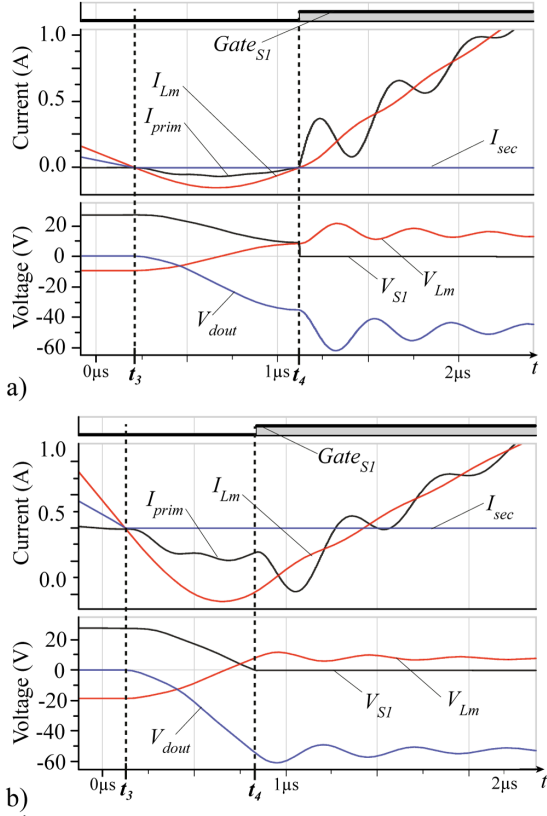 Gate_S1
1.0
I_Lm
I_prim
0.5
I_sec
0.0
Current (A)
20
0
-20
-40
-60
Voltage (V)
V_S1
V_Lm
V_dout
0μs
t_3
1μs
t_4
2μs
t
a)
Gate_S1
1.0
I_prim
I_Lm
I_sec
0.5
0.0
Current (A)
20
0
-20
-40
-60
Voltage (V)
V_S1
V_Lm
V_dout
0μs
t_3
t_4
1μs
2μs
t
b)